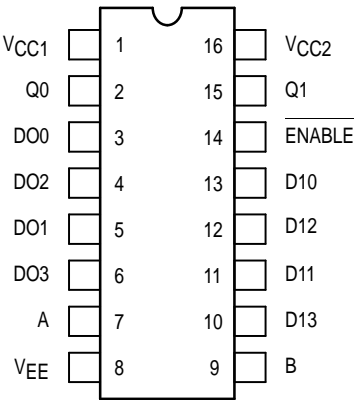 VCC1 1 16 VCC2
Q0 2 15 Q1
DO0 3 14 ENABLE
DO2 4 13 D10
DO1 5 12 D12
DO3 6 11 D11
A 7 10 D13
VEE 8 9 B